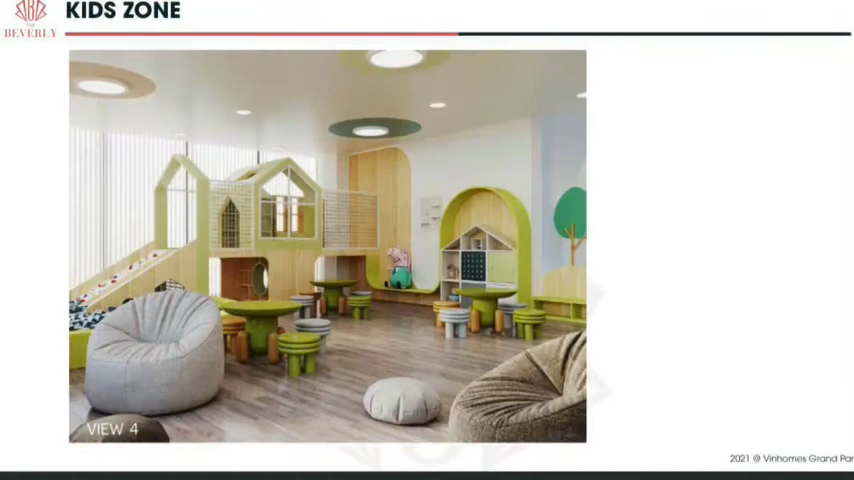 KIDS ZONE
THE
BEVERLY
VIEW 4
2021 @ Vinhomes Grand Par